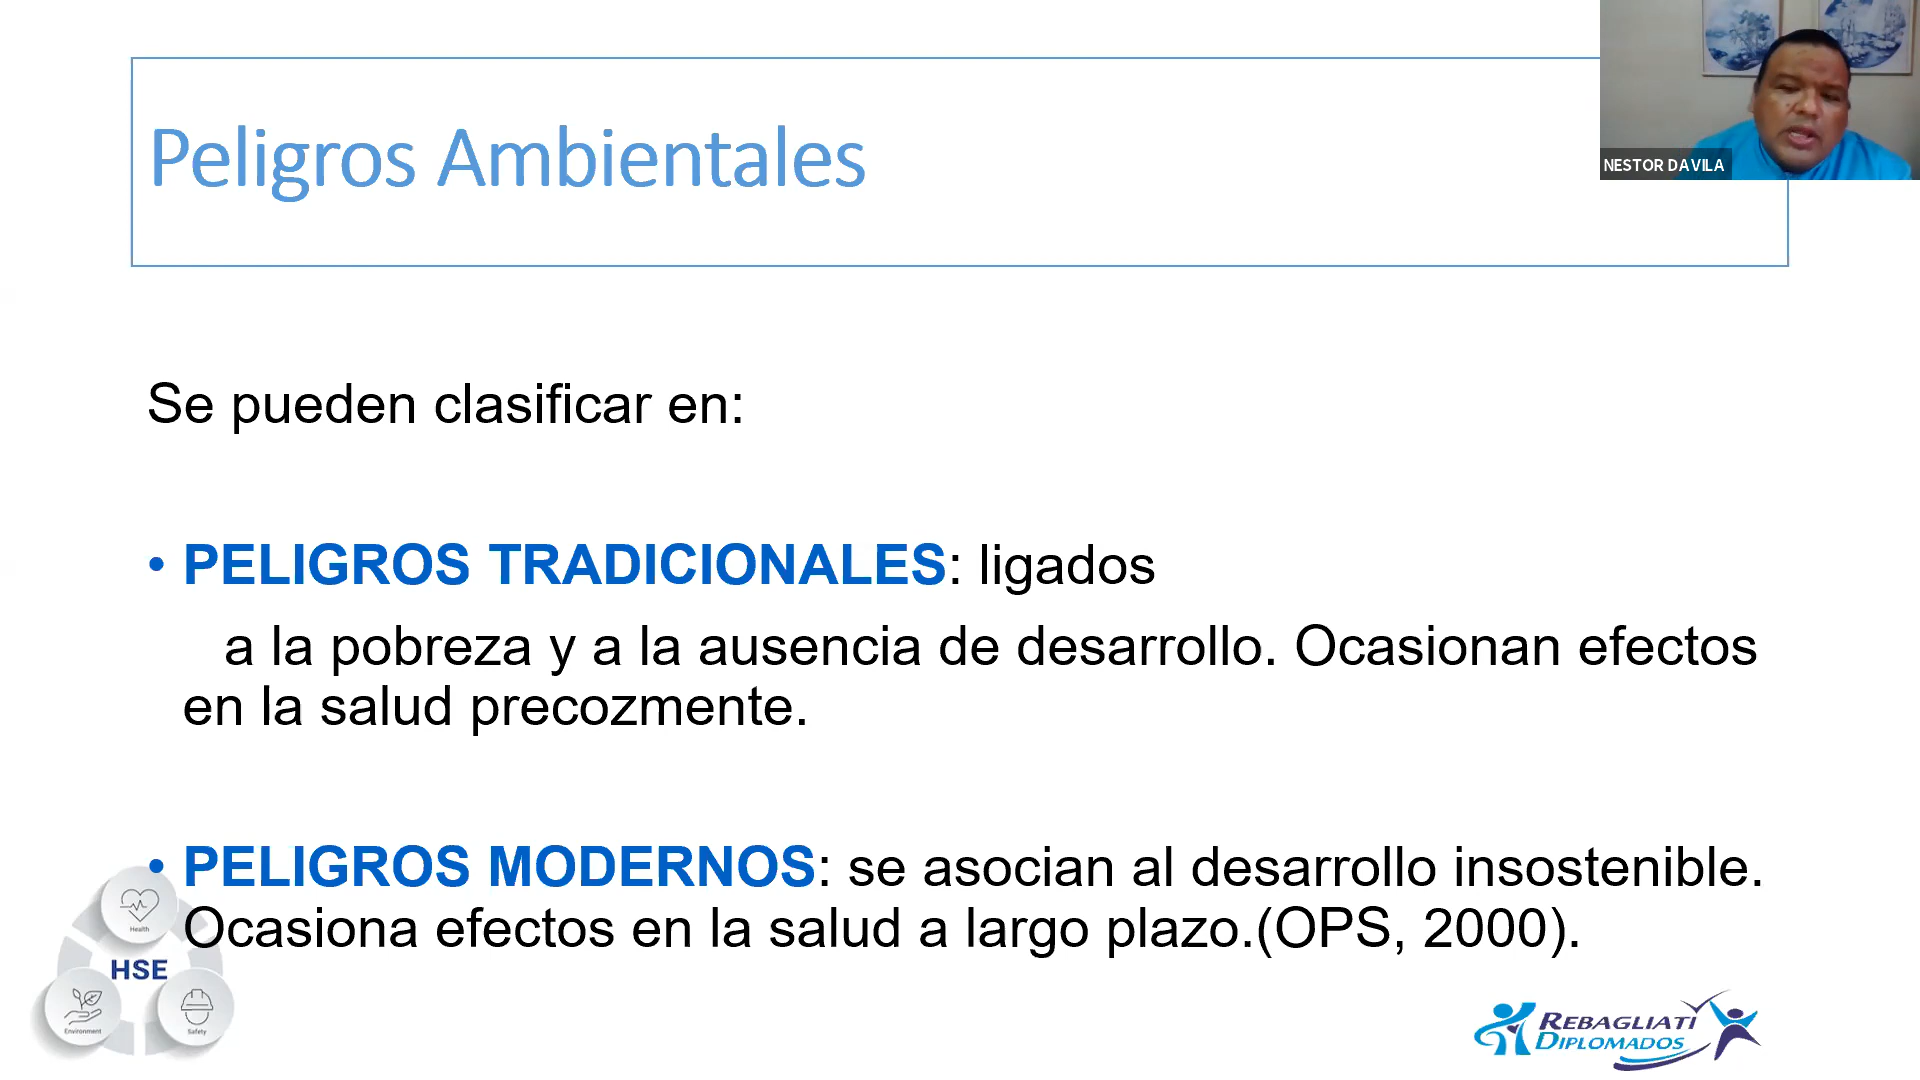 Peligros Ambientales
NESTOR DAVILA
Se pueden clasificar en:
• PELIGROS TRADICIONALES: ligados
a la pobreza y a la ausencia de desarrollo. Ocasionan efectos
en la salud precozmente.
• PELIGROS MODERNOS: se asocian al desarrollo insostenible.
Ocasiona efectos en la salud a largo plazo.(OPS, 2000).
Health
HSE
Environment
Safety
REBAGLIATI
DIPLOMADOS